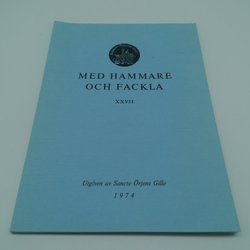 MED HAMMARE
OCH FACKLA
XXVII
Utgiven av Sancte Örjens Gille
1974